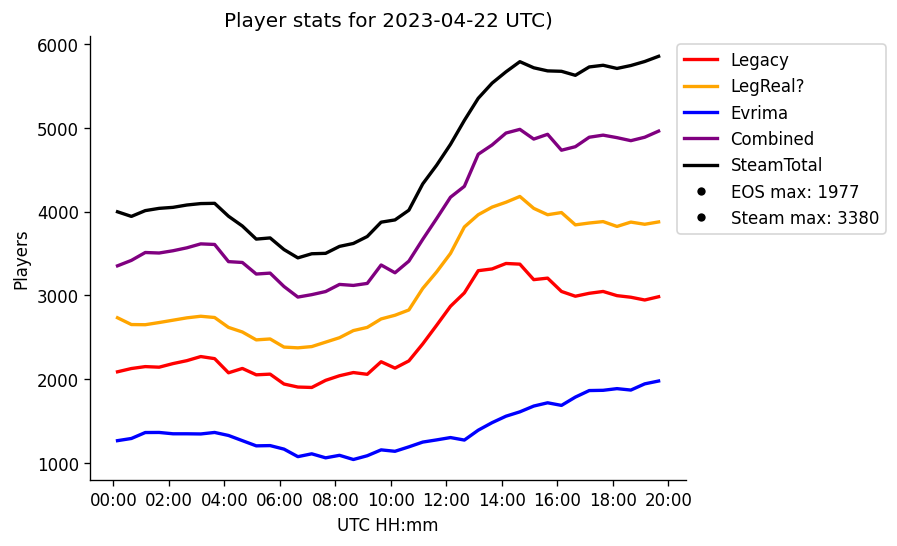 Player stats for 2023-04-22 UTC)
6000
5000
4000
3000
2000
1000
Players
00:00 02:00 04:00 06:00 08:00 10:00 12:00 14:00 16:00 18:00 20:00
UTC HH:mm
Legacy
LegReal?
Evrima
Combined
SteamTotal
EOS max: 1977
Steam max: 3380